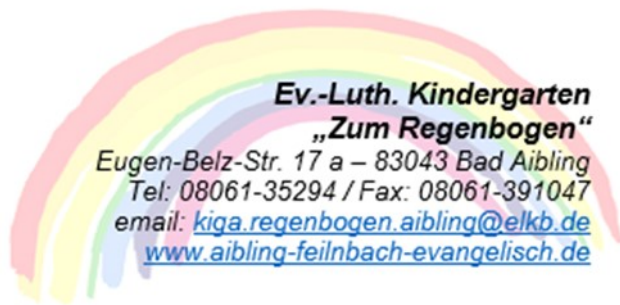 Ev.-Luth. Kindergarten
„Zum Regenbogen“
Eugen-Belz-Str. 17 a – 83043 Bad Aibling
Tel: 08061-35294 / Fax: 08061-391047
email: kiga.regenbogen.aibling@elkb.de
www.aibling-feilnbach-evangelisch.de